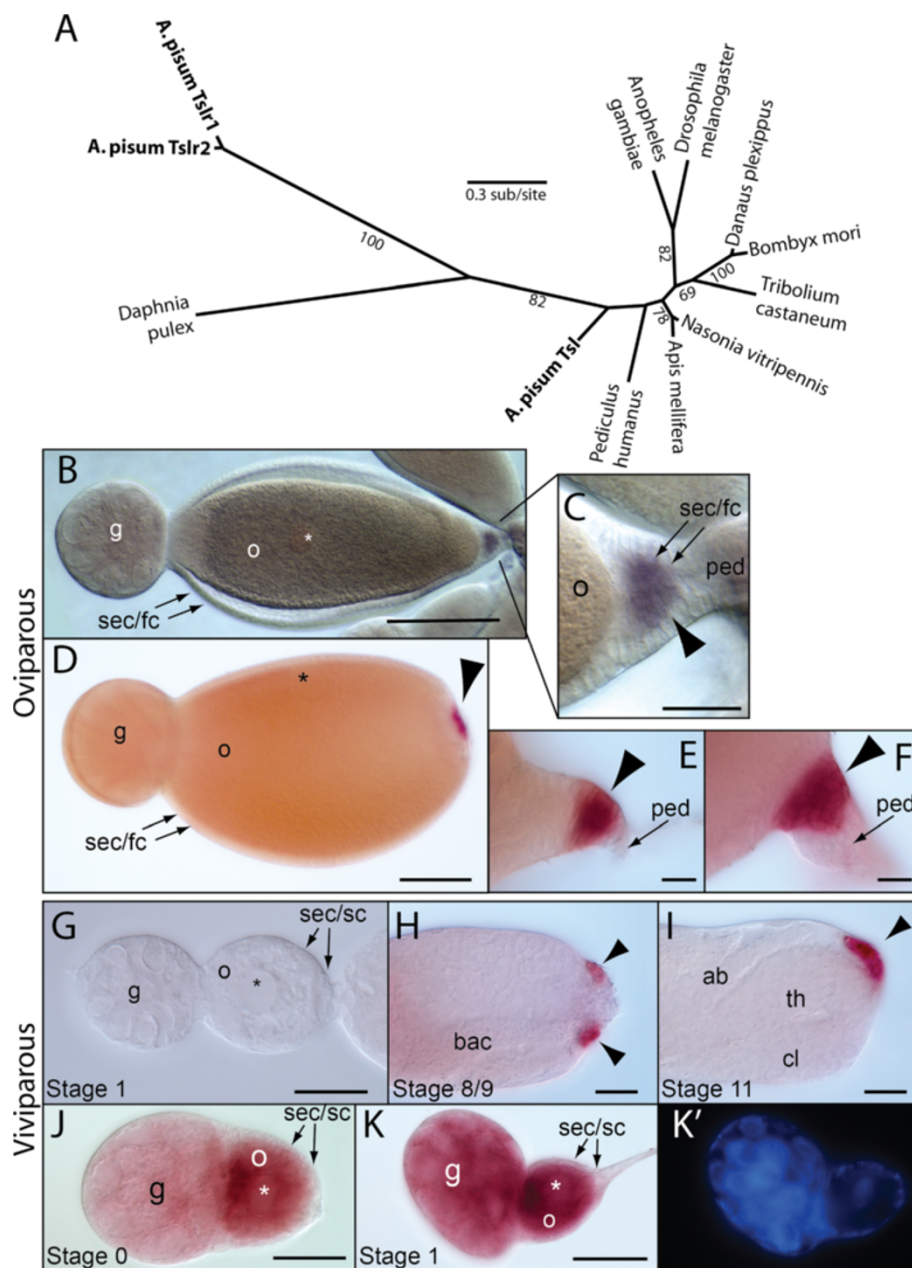 A
A. pisum Tslr1
A. pisum Tslr2
100
Daphnia
pulex
0.3 sub/site
82
A. pisum Tsl
Pediculus
humanus
78
Apis mellifera
Nasonia vitripennis
69
Tribolium
castaneum
100
Bombyx mori
Danaus plexippus
82
Anopheles
gambiae
Drosophila
melanogaster
Oviparous
B
g
o
*
sec/fc
C
sec/fc
o
ped
D
g
o
*
sec/fc
E
ped
F
ped
Viviparous
G
sec/sc
g
o
*
Stage 1
H
bac
Stage 8/9
I
ab
th
cl
Stage 11
J
sec/sc
g
o
*
Stage 0
K
sec/sc
g
*
o
Stage 1
K'